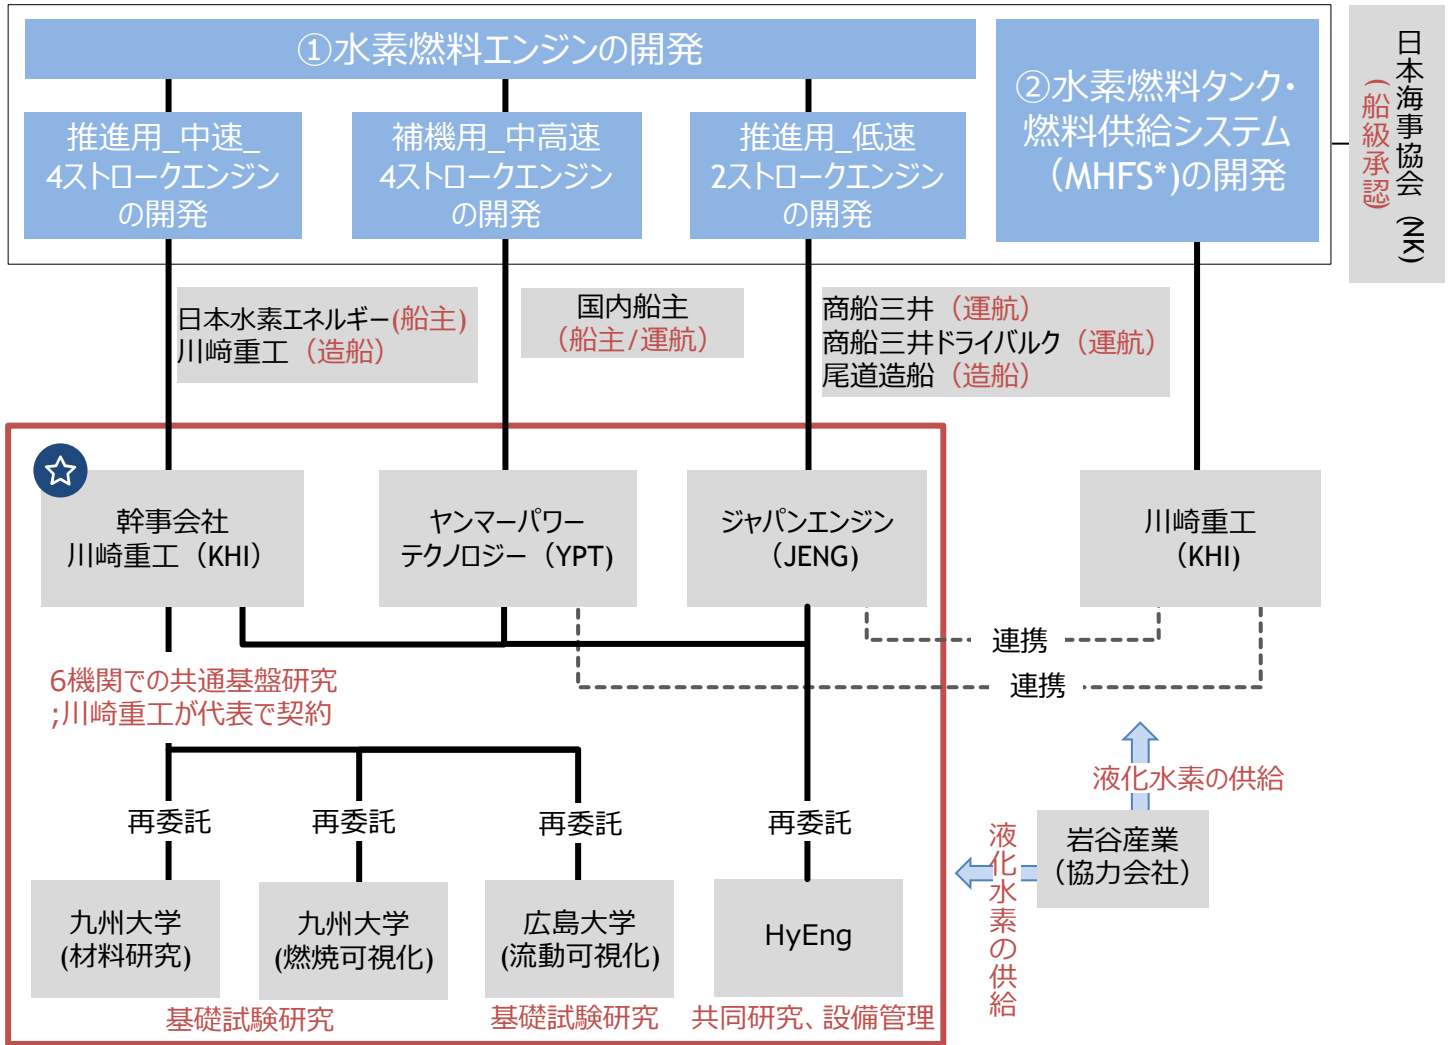 ①水素燃料エンジンの開発
推進用_中速_
4ストロークエンジン
の開発
補機用_中高速
4ストロークエンジン
の開発
推進用_低速
2ストロークエンジン
の開発
②水素燃料タンク・
燃料供給システム
（MHFS*)の開発
日本海事協会（NK)
(船級承認)
日本水素エネルギー(船主)
川﨑重工（造船）
国内船主
（船主/運航）
商船三井（運航）
商船三井ドライバルク（運航）
尾道造船（造船）
幹事会社
川崎重工（KHI）
ヤンマーパワー
テクノロジー（YPT)
ジャパンエンジン
（JENG)
川崎重工
（KHI)
連携
連携
6機関での共通基盤研究
;川崎重工が代表で契約
再委託
再委託
再委託
再委託
液化水素の供給
液化水素の供給
岩谷産業
（協力会社）
九州大学
(材料研究)
九州大学
(燃焼可視化)
広島大学
(流動可視化)
HyEng
基礎試験研究
基礎試験研究
共同研究、設備管理